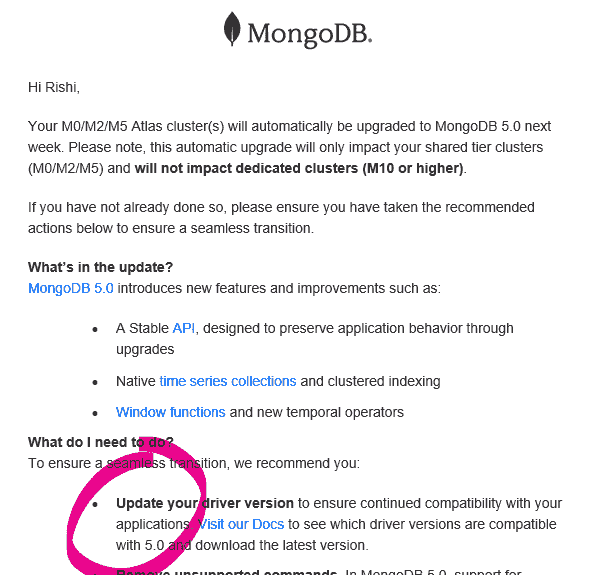 MongoDB.
Hi Rishi,
Your M0/M2/M5 Atlas cluster(s) will automatically be upgraded to MongoDB 5.0 next
week. Please note, this automatic upgrade will only impact your shared tier clusters
(M0/M2/M5) and will not impact dedicated clusters (M10 or higher).
If you have not already done so, please ensure you have taken the recommended
actions below to ensure a seamless transition.
What's in the update?
MongoDB 5.0 introduces new features and improvements such as:
• A Stable API, designed to preserve application behavior through
upgrades
• Native time series collections and clustered indexing
• Window functions and new temporal operators
What do I need to do?
To ensure a seamless transition, we recommend you:
• Update your driver version to ensure continued compatibility with your
applications. Visit our Docs to see which driver versions are compatible
with 5.0 and download the latest version.
Remove unsupported commands. In MongoDB 5.0, support for